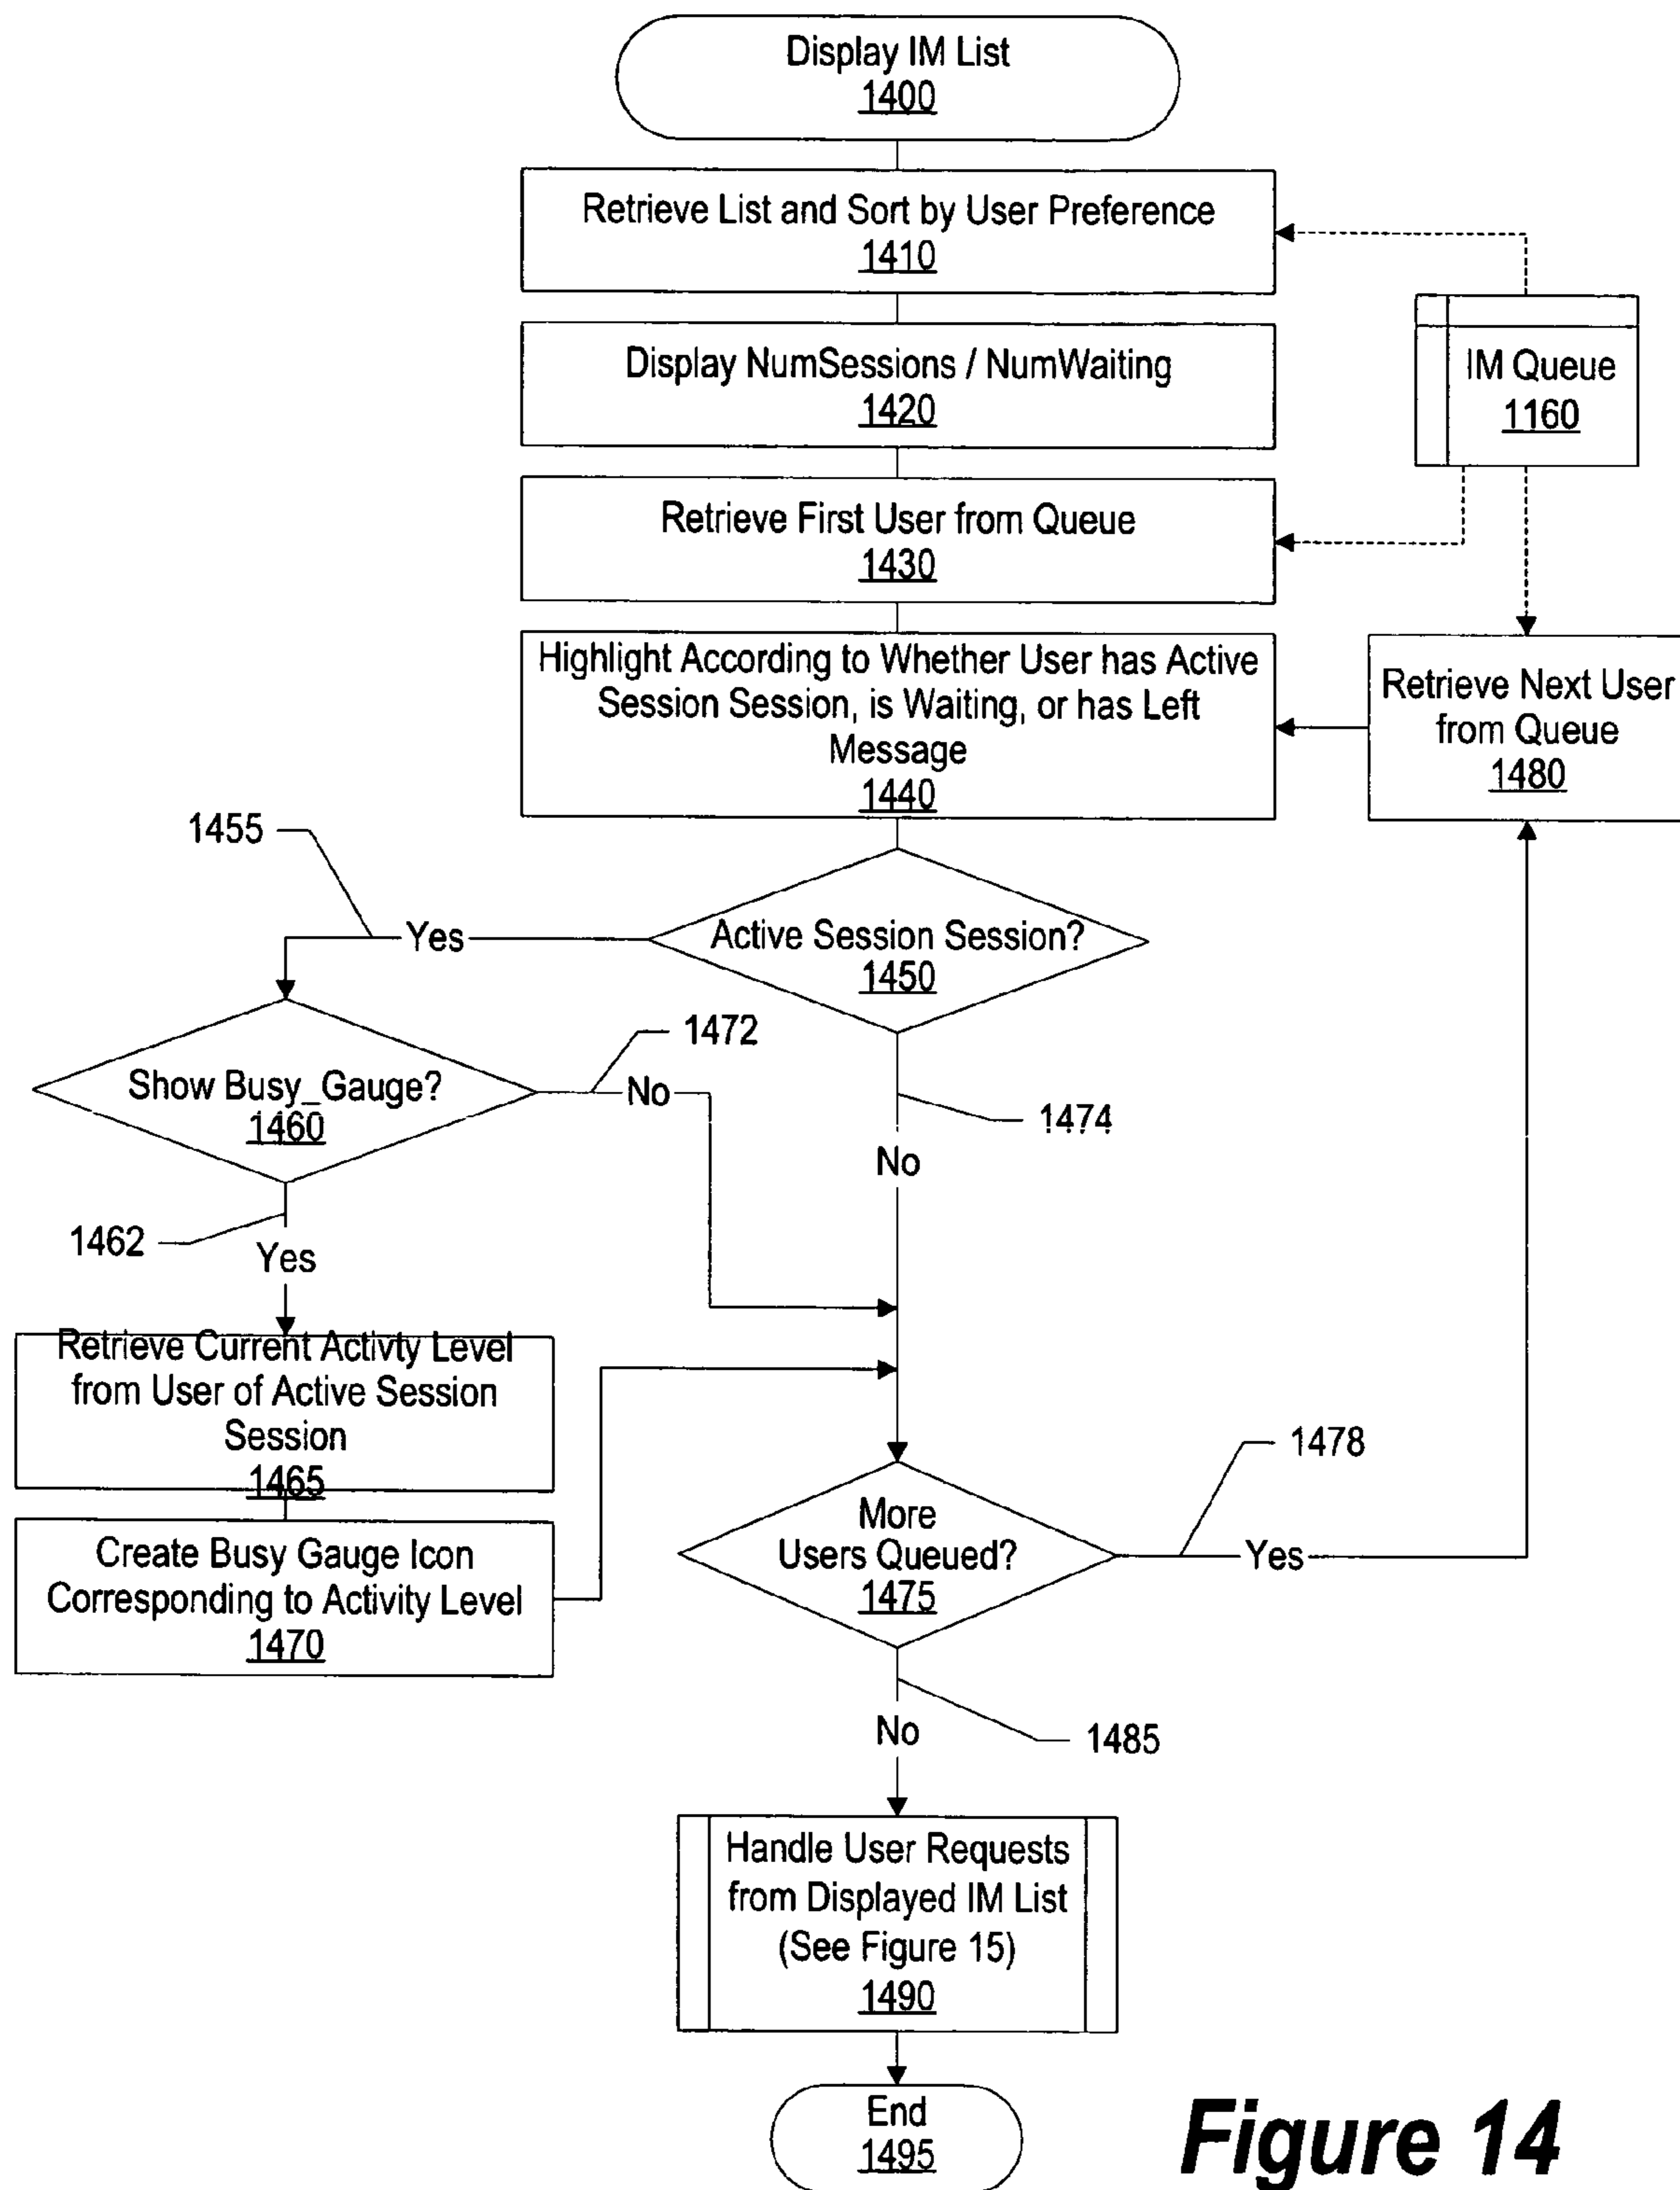 Display IM List
1400
Retrieve List and Sort by User Preference
1410
Display NumSessions / NumWaiting
1420
IM Queue
1160
Retrieve First User from Queue
1430
Highlight According to Whether User has Active
Session Session, is Waiting, or has Left
Message
1440
Retrieve Next User
from Queue
1480
1455
Yes
Active Session Session?
1450
1472
Show Busy_Gauge?
1460
No
1474
No
1462
Yes
Retrieve Current Activty Level
from User of Active Session
Session
1465
1478
More
Users Queued?
1475
Yes
Create Busy Gauge Icon
Corresponding to Activity Level
1470
No
1485
Handle User Requests
from Displayed IM List
(See Figure 15)
1490
End
1495
Figure 14